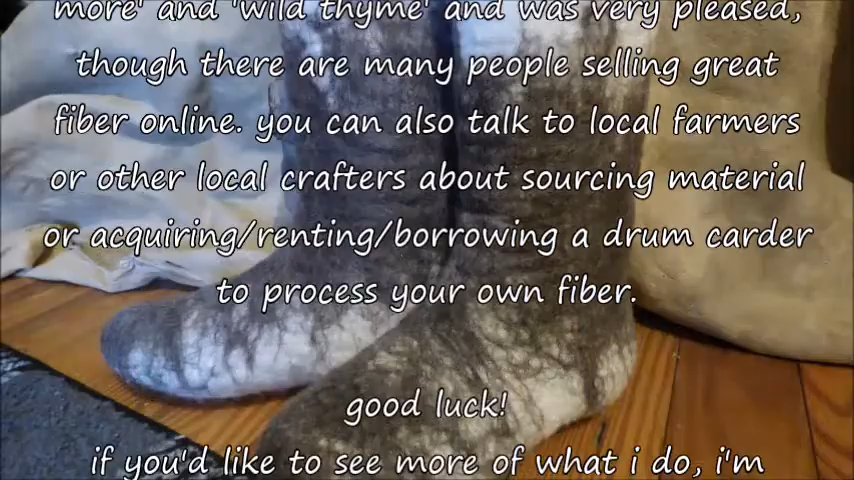 more' and 'wild thyme' and was very pleased,
though there are many people selling great
fiber online. you can also talk to local farmers
or other local crafters about sourcing material
or acquiring/renting/borrowing a drum carder
to process your own fiber.
good luck!
if you'd like to see more of what i do, i'm